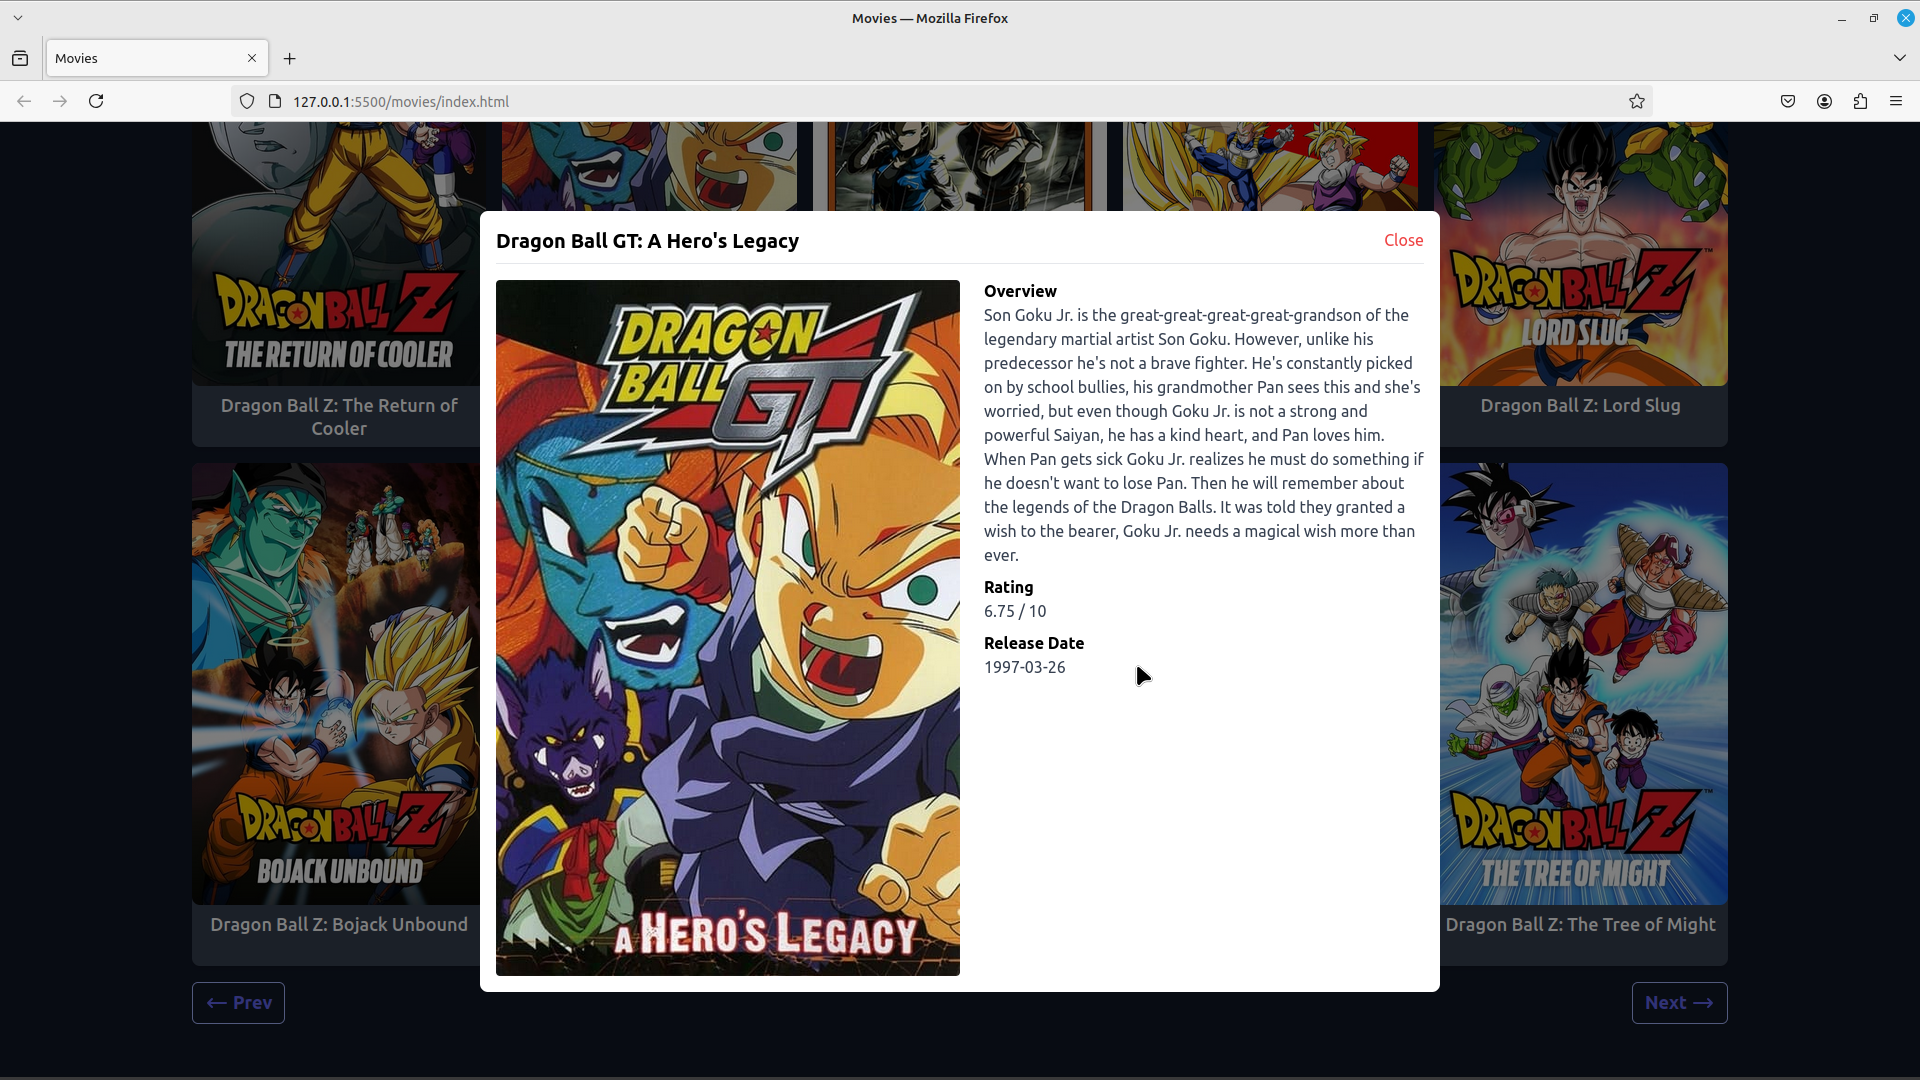 Movies — Mozilla Firefox
Movies
127.0.0.1:5500/movies/index.html
DRAGON BALL Z
THE RETURN OF COOLER
Dragon Ball Z: The Return of
Cooler
DRAGON BALL Z
LORD SLUG
Dragon Ball Z: Lord Slug
Dragon Ball GT: A Hero's Legacy
Close
DRAGON
BALL GT
A HERO'S LEGACY
Overview
Son Goku Jr. is the great-great-great-great-grandson of the
legendary martial artist Son Goku. However, unlike his
predecessor he's not a brave fighter. He's constantly picked
on by school bullies, his grandmother Pan sees this and she's
worried, but even though Goku Jr. is not a strong and
powerful Saiyan, he has a kind heart, and Pan loves him.
When Pan gets sick Goku Jr. realizes he must do something if
he doesn't want to lose Pan. Then he will remember about
the legends of the Dragon Balls. It was told they granted a
wish to the bearer, Goku Jr. needs a magical wish more than
ever.
Rating
6.75 / 10
Release Date
1997-03-26
DRAGON BALL Z
BOJACK UNBOUND
Dragon Ball Z: Bojack Unbound
DRAGON BALL Z™
THE TREE OF MIGHT
Dragon Ball Z: The Tree of Might
← Prev
Next →